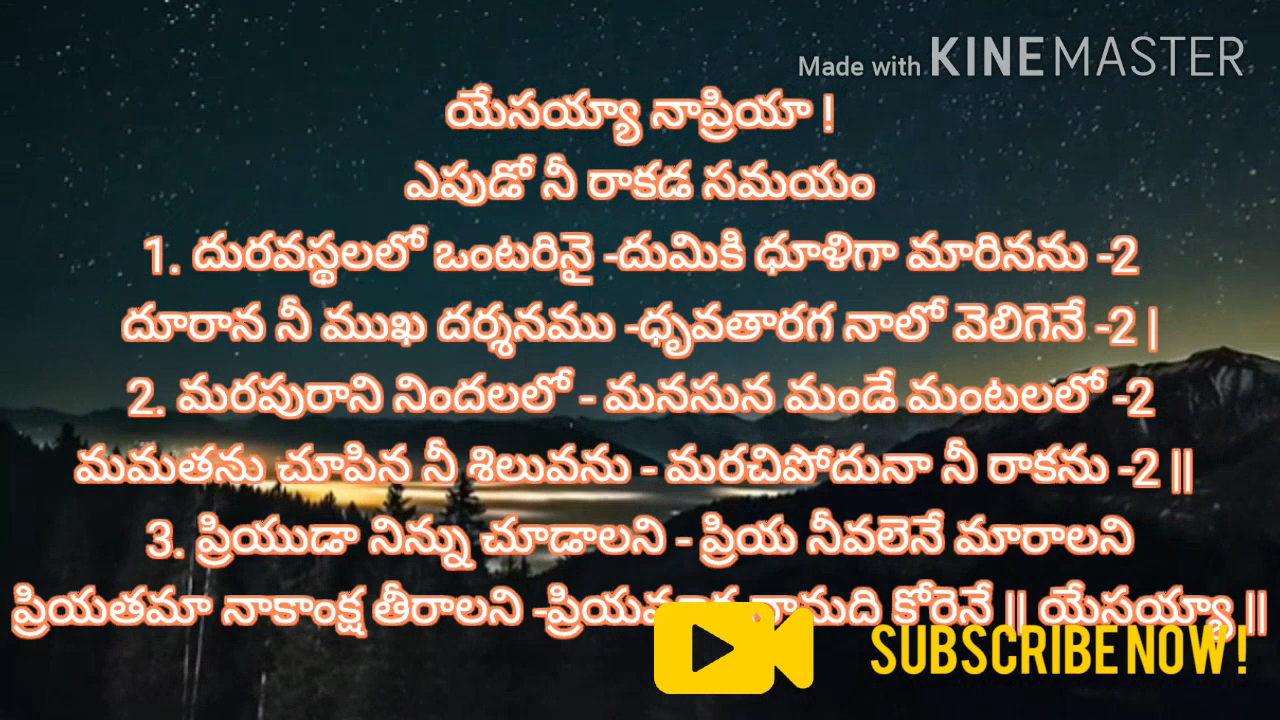 Made with KINEMASTER
యేసయ్యా నాప్రియా !
ఎపుడో నీ రాకడ సమయం
1. దురవస్థలలో ఒంటరినై -దుమికి ధూళిగా మారినను -2
దూరాన నీ ముఖ దర్శనము -ధృవతారగ నాలో వెలిగెనే -2 |
2. మరపురాని నిందలలో - మనసున మండే మంటలలో -2
మమతను చూపిన నీ శిలువను - మరచిపోదునా నీ రాకను -2 ||
3. ప్రియుడా నిన్ను చూడాలని - ప్రియ నీవలెనే మారాలని
ప్రియతమా నాకాంక్ష తీరాలని - కోరెనే || యేసయ్యా ||
SUBSCRIBE NOW !